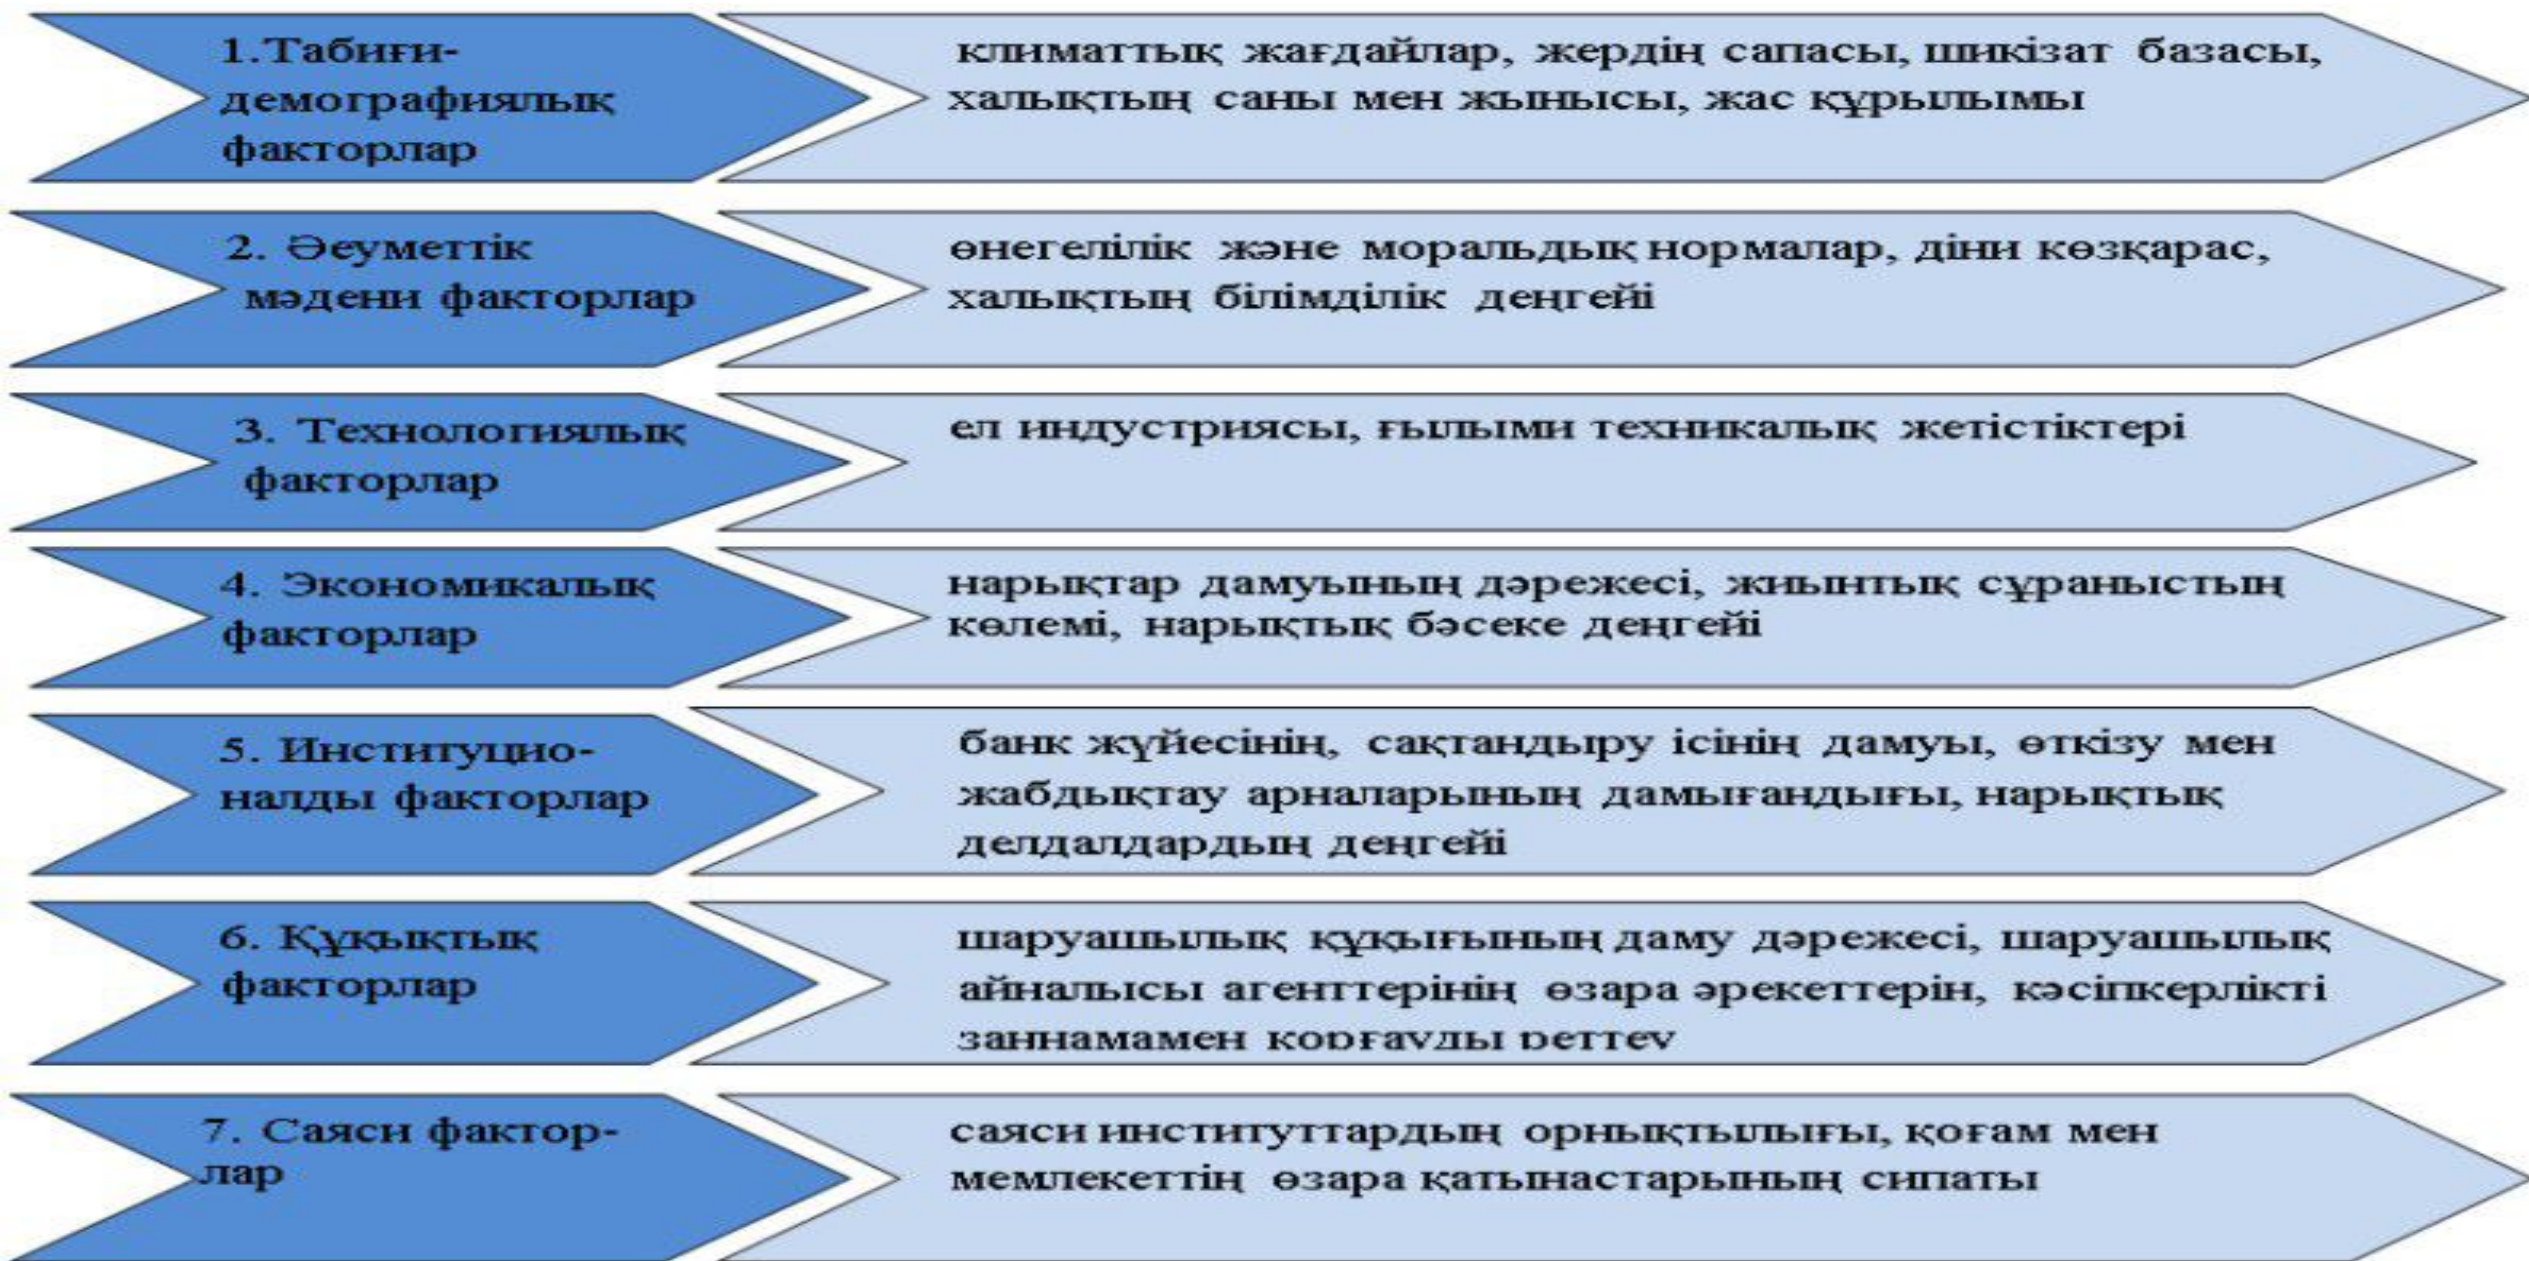 1.Табиғи-
демографиялық
факторлар
климаттық жағдайлар, жердің сапасы, шикізат базасы,
халықтың саны мен жынысы, жас құрылымы
2. Әеуметтік
мәдени факторлар
өнегелілік және моральдық нормалар, діни көзқарас,
халықтың білімділік деңгейі
3. Технологиялық
факторлар
ел индустриясы, ғылыми техникалық жетістіктері
4. Экономикалық
факторлар
нарықтар дамуының дәрежесі, жиынтық сұраныстың
көлемі, нарықтық бәсеке деңгейі
5. Институцио-
налды факторлар
банк жүйесінің, сақтандыру ісінің дамуы, өткізу мен
жабдықтау арналарының дамығандығы, нарықтық
делдалдардың деңгейі
6. Құқықтық
факторлар
шаруашылық құқығының даму дәрежесі, шаруашылық
айналысы агенттерінің өзара әрекеттерін, кәсіпкерлікті
заңнамамен қорғауды реттеу
7. Саяси фактор-
лар
саяси институттардың орнықтылығы, қоғам мен
мемлекеттің өзара қатынастарының сипаты